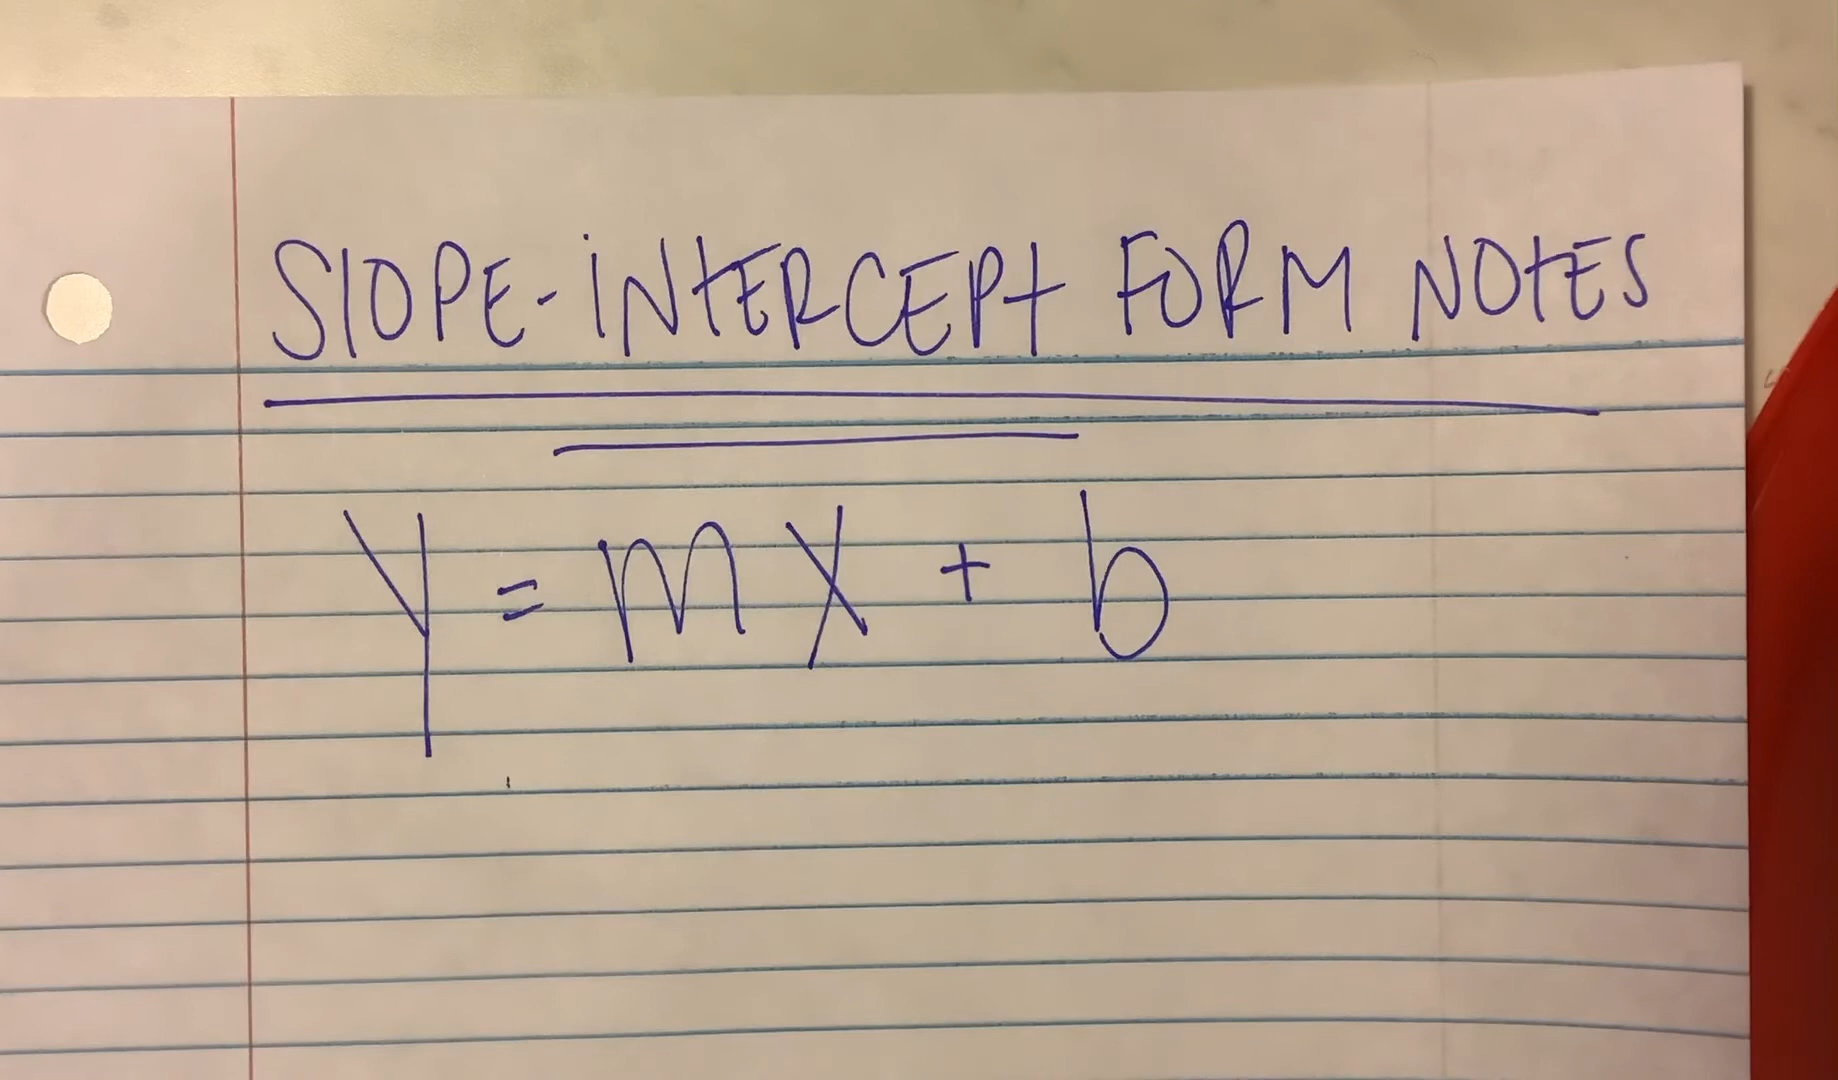 SLOPE-INTERCEPT FORM NOTES
y = mx + b